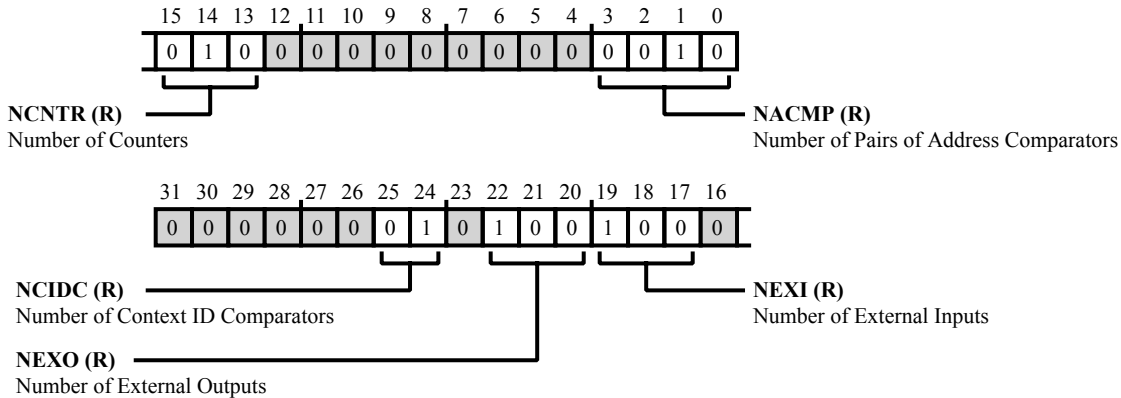 15 14 13 12 11 10 9 8 7 6 5 4 3 2 1 0
0 1 0 0 0 0 0 0 0 0 0 0 0 0 1 0
NCNTR (R)
Number of Counters
NACMP (R)
Number of Pairs of Address Comparators
31 30 29 28 27 26 25 24 23 22 21 20 19 18 17 16
0 0 0 0 0 0 0 1 0 1 0 0 1 0 0 0
NCIDC (R)
Number of Context ID Comparators
NEXI (R)
Number of External Inputs
NEXO (R)
Number of External Outputs